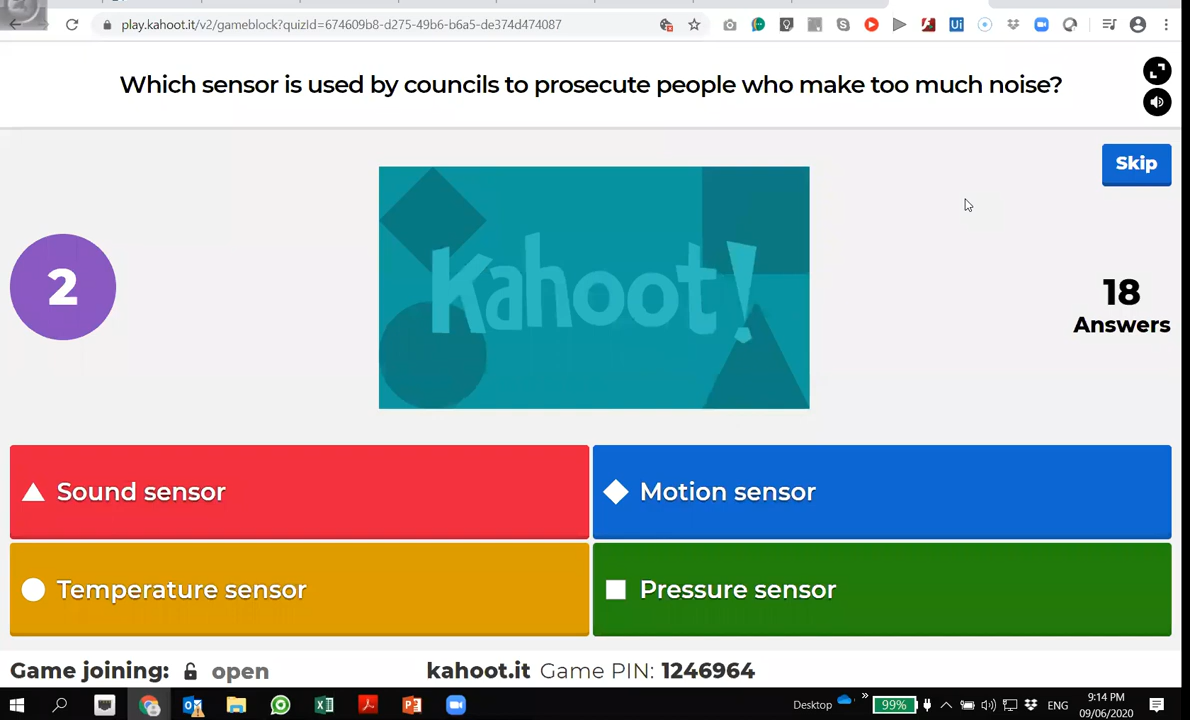 play.kahoot.it/v2/gameblock?quizId=674609b8-d275-49b6-b6a5-de374d474087
Which sensor is used by councils to prosecute people who make too much noise?
Skip
2
Kahoot!
18
Answers
Sound sensor
Motion sensor
Temperature sensor
Pressure sensor
Game joining: open kahoot.it Game PIN: 1246964
Desktop 99% ENG 9:14 PM
09/06/2020